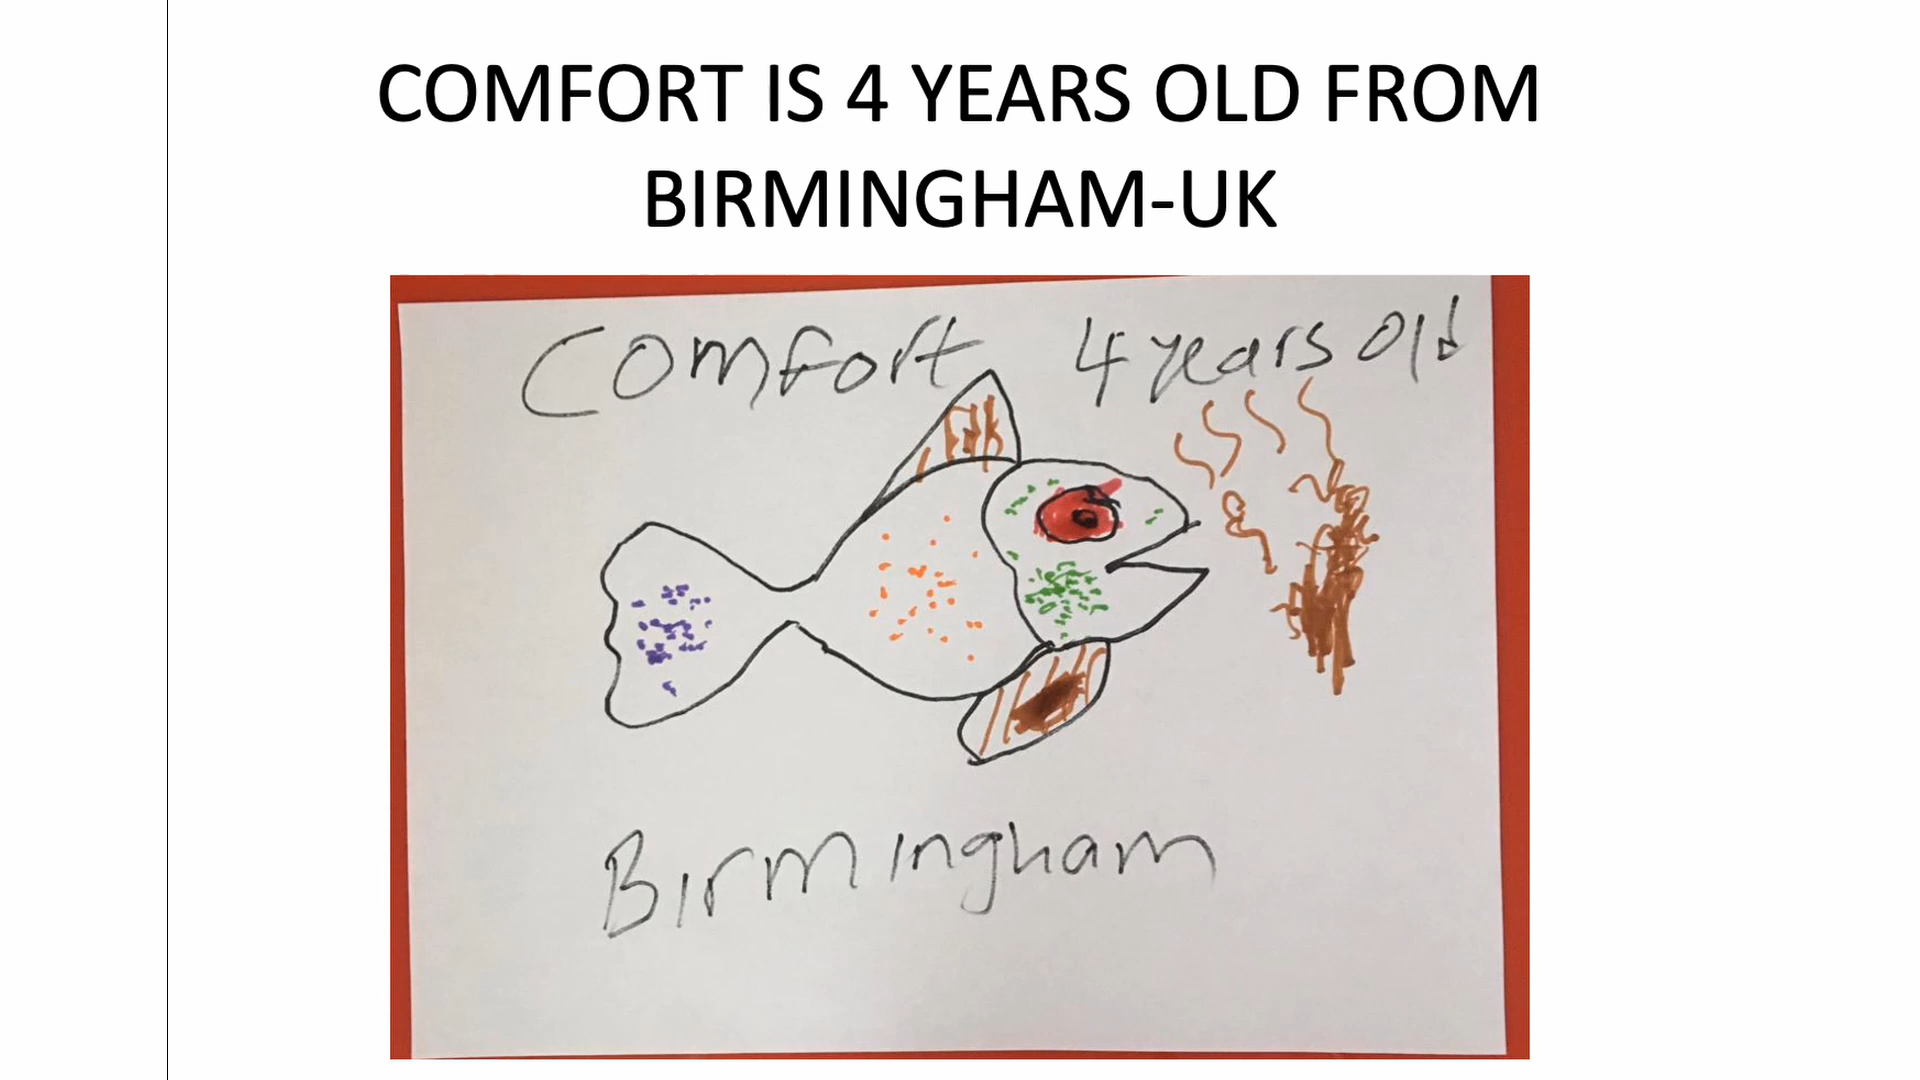 COMFORT IS 4 YEARS OLD FROM
BIRMINGHAM-UK
Comfort 4 years old
Birmingham